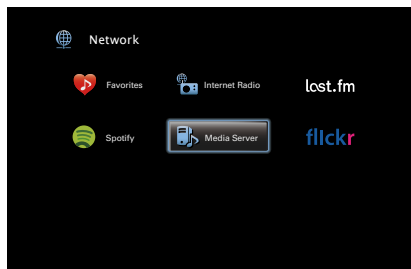 Network
Favorites
Internet Radio
last.fm
Spotify
Media Server
flickr